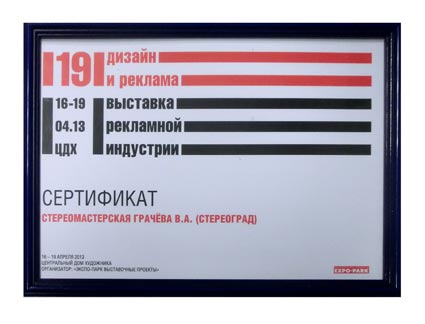 19 дизайн
и реклама
16-19 выставка
04.13 рекламной
ЦДХ индустрии
СЕРТИФИКАТ
СТЕРЕОМАСТЕРСКАЯ ГРАЧЁВА В.А. (СТЕРЕОГРАД)
16 – 19 АПРЕЛЯ 2013
ЦЕНТРАЛЬНЫЙ ДОМ ХУДОЖНИКА
ОРГАНИЗАТОР: «ЭКСПО-ПАРК ВЫСТАВОЧНЫЕ ПРОЕКТЫ»
EXPO-PARK